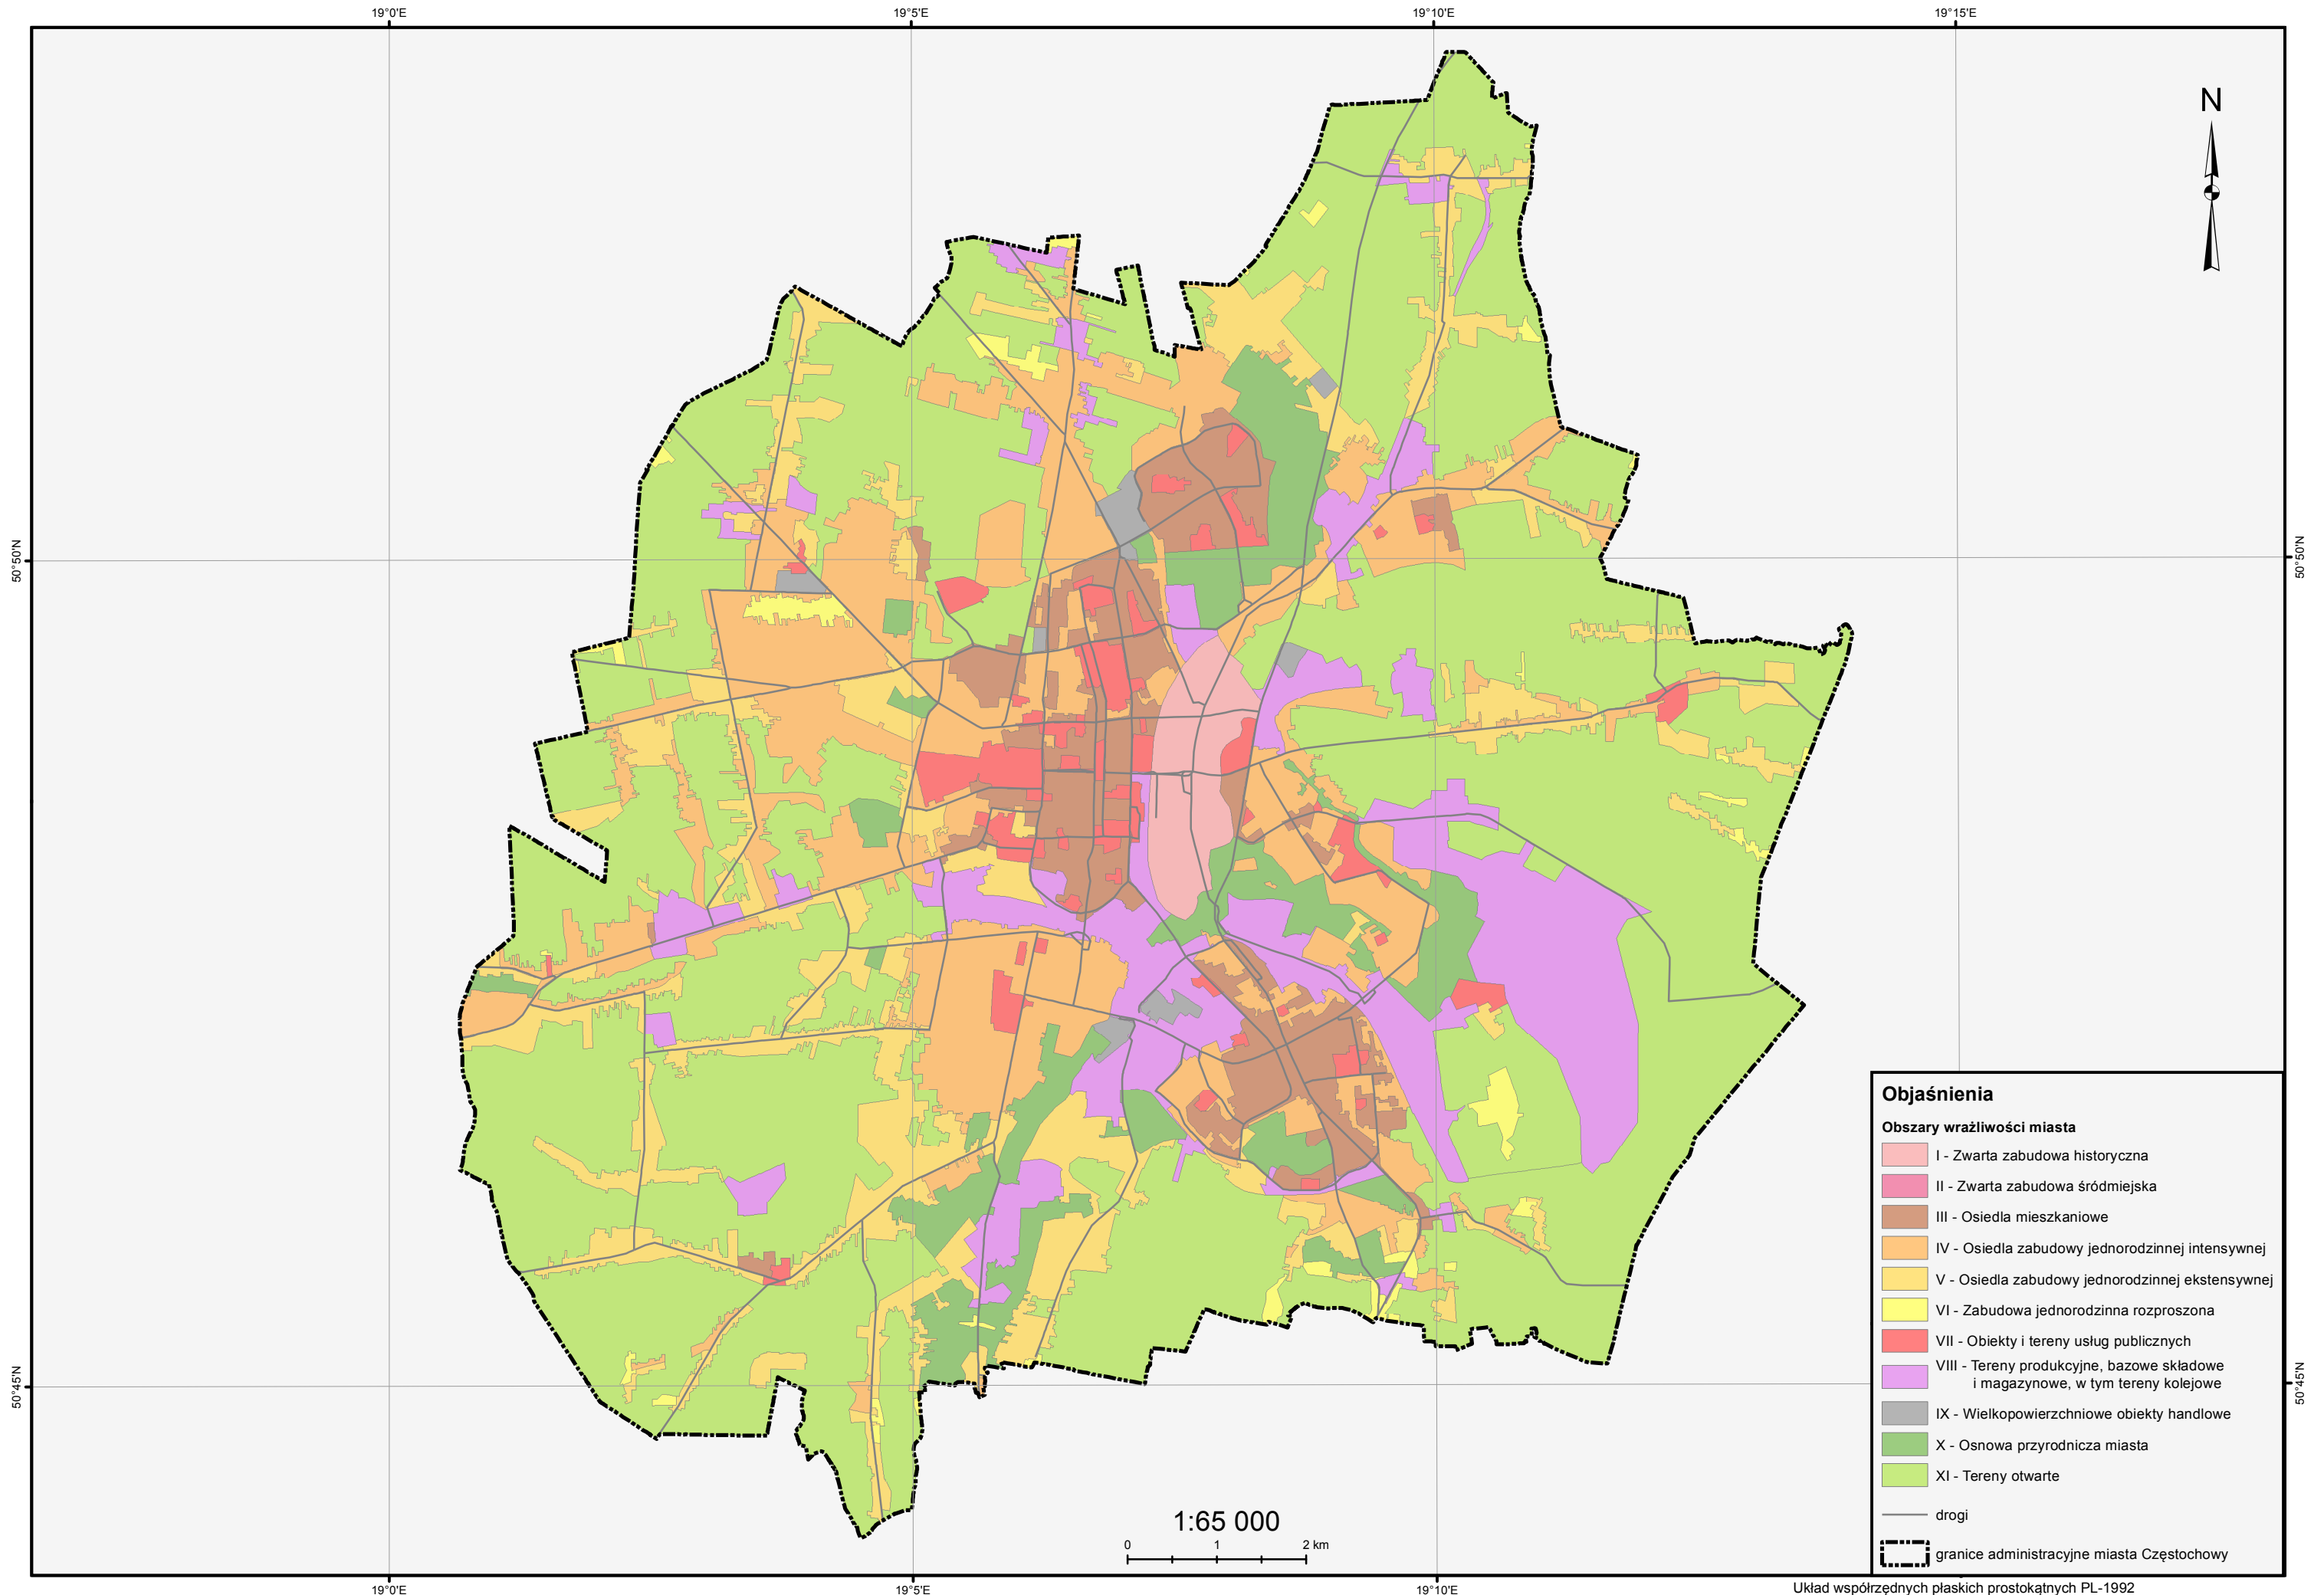 19°0'E 19°5'E 19°10'E 19°15'E
N
50°50'N 50°50'N
50°45'N 50°45'N
Objaśnienia
Obszary wrażliwości miasta
I - Zwarta zabudowa historyczna
II - Zwarta zabudowa śródmiejska
III - Osiedla mieszkaniowe
IV - Osiedla zabudowy jednorodzinnej intensywnej
V - Osiedla zabudowy jednorodzinnej ekstensywnej
VI - Zabudowa jednorodzinna rozproszona
VII - Obiekty i tereny usług publicznych
VIII - Tereny produkcyjne, bazowe składowe
i magazynowe, w tym tereny kolejowe
IX - Wielkopowierzchniowe obiekty handlowe
X - Osnowa przyrodnicza miasta
XI - Tereny otwarte
drogi
granice administracyjne miasta Częstochowy
1:65 000
0 1 2 km
19°0'E 19°5'E 19°10'E
Układ współrzędnych płaskich prostokątnych PL-1992